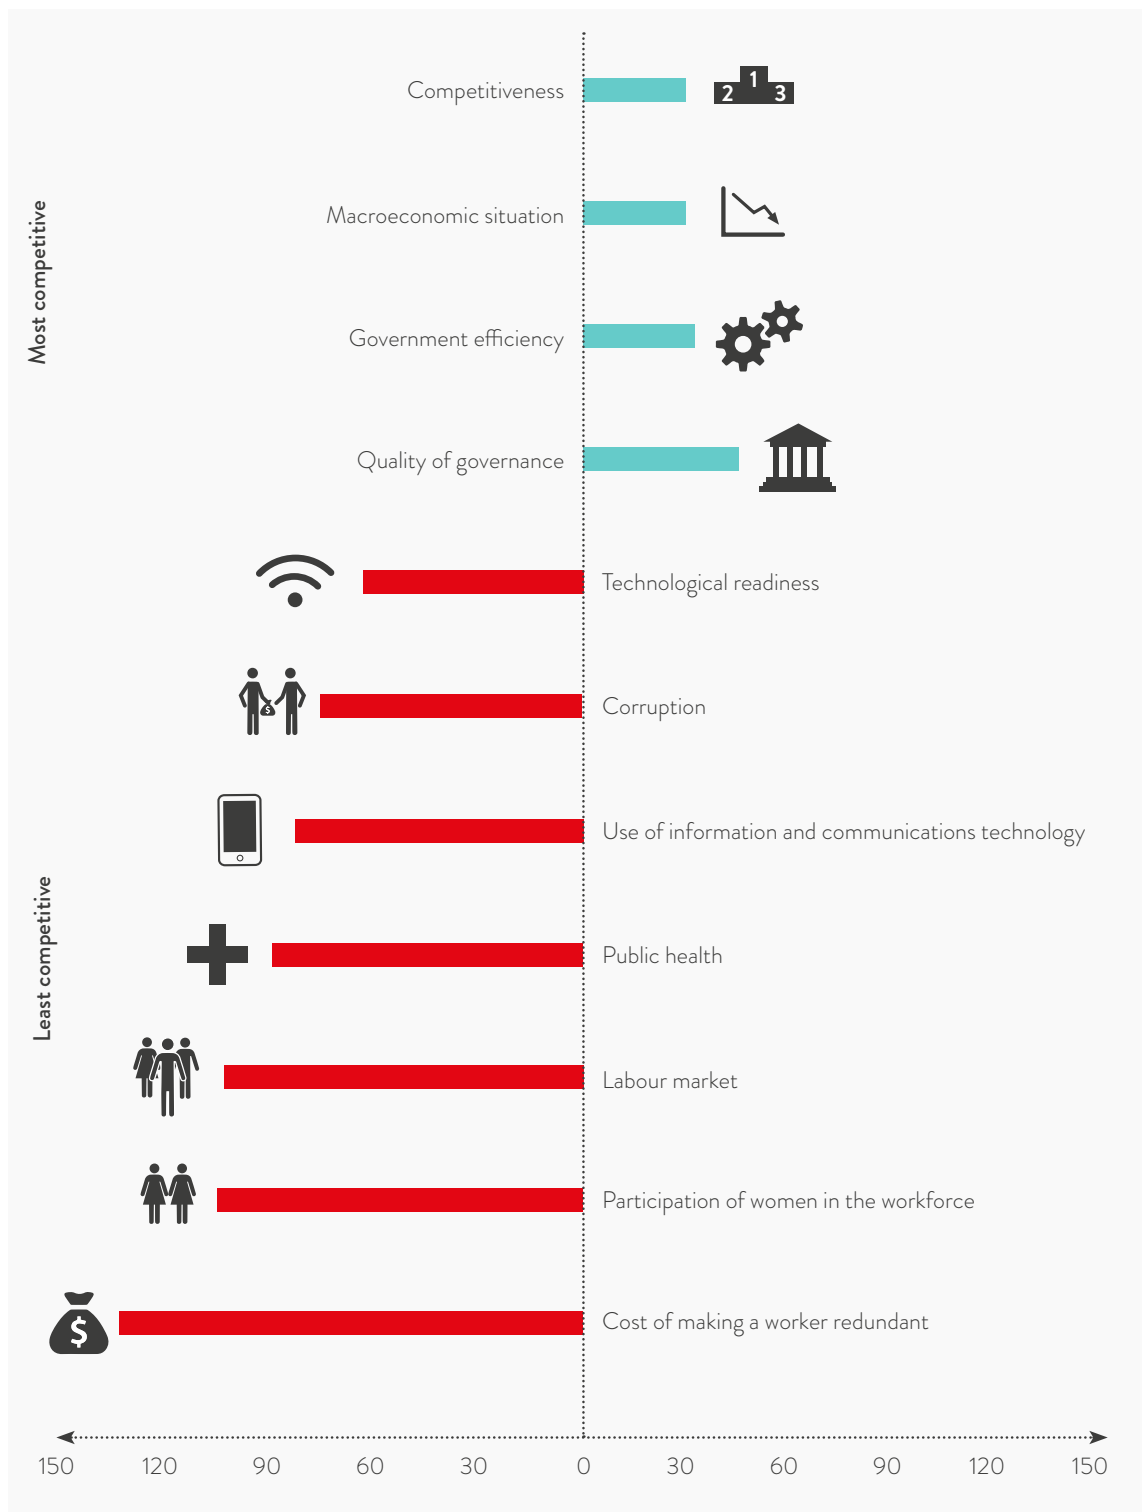 Competitiveness
1
2 3
Macroeconomic situation
Most competitive
Government efficiency
Quality of governance
Technological readiness
$
Corruption
Use of information and communications technology
Least competitive
Public health
Labour market
Participation of women in the workforce
$
Cost of making a worker redundant
150 120 90 60 30 0 30 60 90 120 150